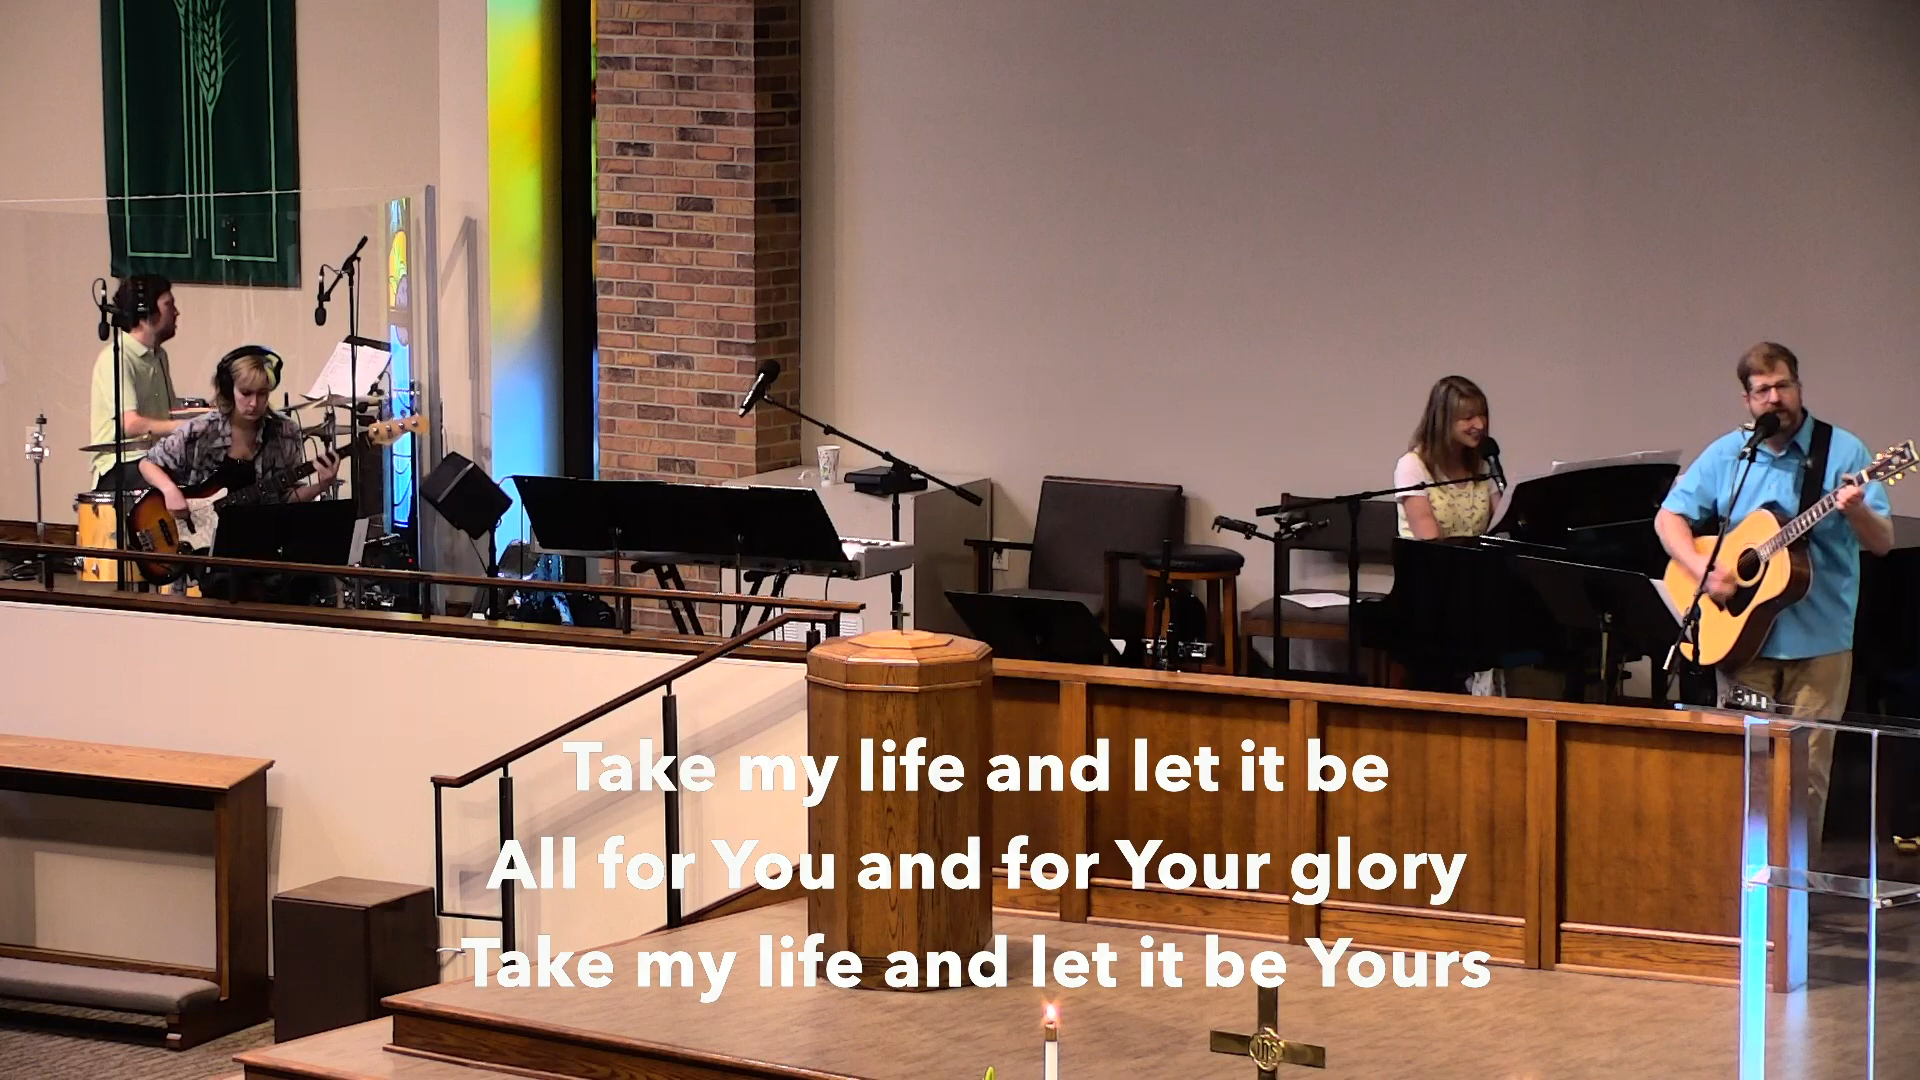 Take my life and let it be
All for You and for Your glory
Take my life and let it be Yours
ihs